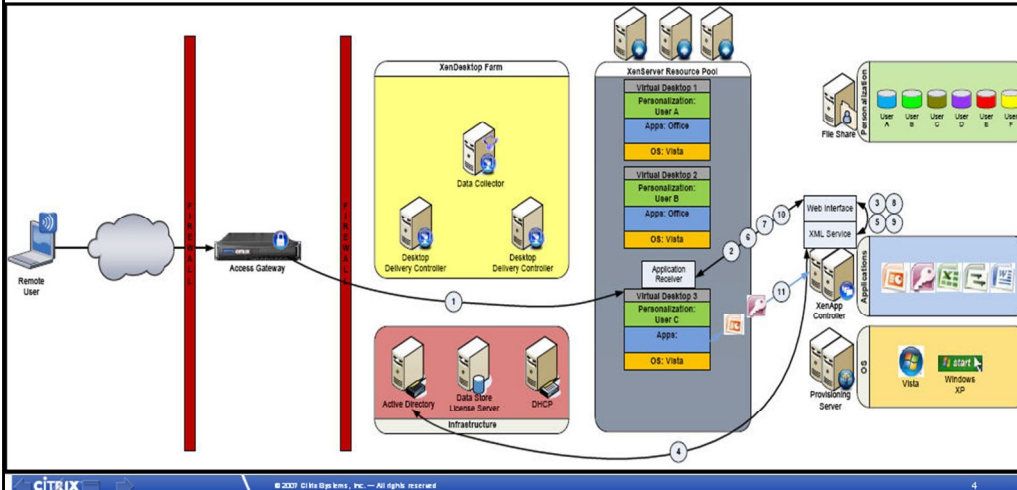 XenDesktop Farm
Data Collector
Desktop
Delivery Controller
Desktop
Delivery Controller
XenServer Resource Pool
Virtual Desktop 1
Personalization:
User A
Apps: Office
OS: Vista
Virtual Desktop 2
Personalization:
User B
Apps: Office
OS: Vista
Application
Receiver
Virtual Desktop 3
Personalization:
User C
Apps:
OS: Vista
File Share
Personalization
User
A
User
B
User
C
User
D
User
E
User
F
Web Interface
XML Service
3
8
5
9
10
7
6
2
11
1
4
XenApp
Controller
Applications
Provisioning
Server
OS
Vista
start
Windows
XP
Remote
User
FIREWALL
Access Gateway
FIREWALL
Active Directory
Data Store
License Server
DHCP
Infrastructure
CITRIX
© 2007 Citrix Systems, Inc. — All rights reserved
4